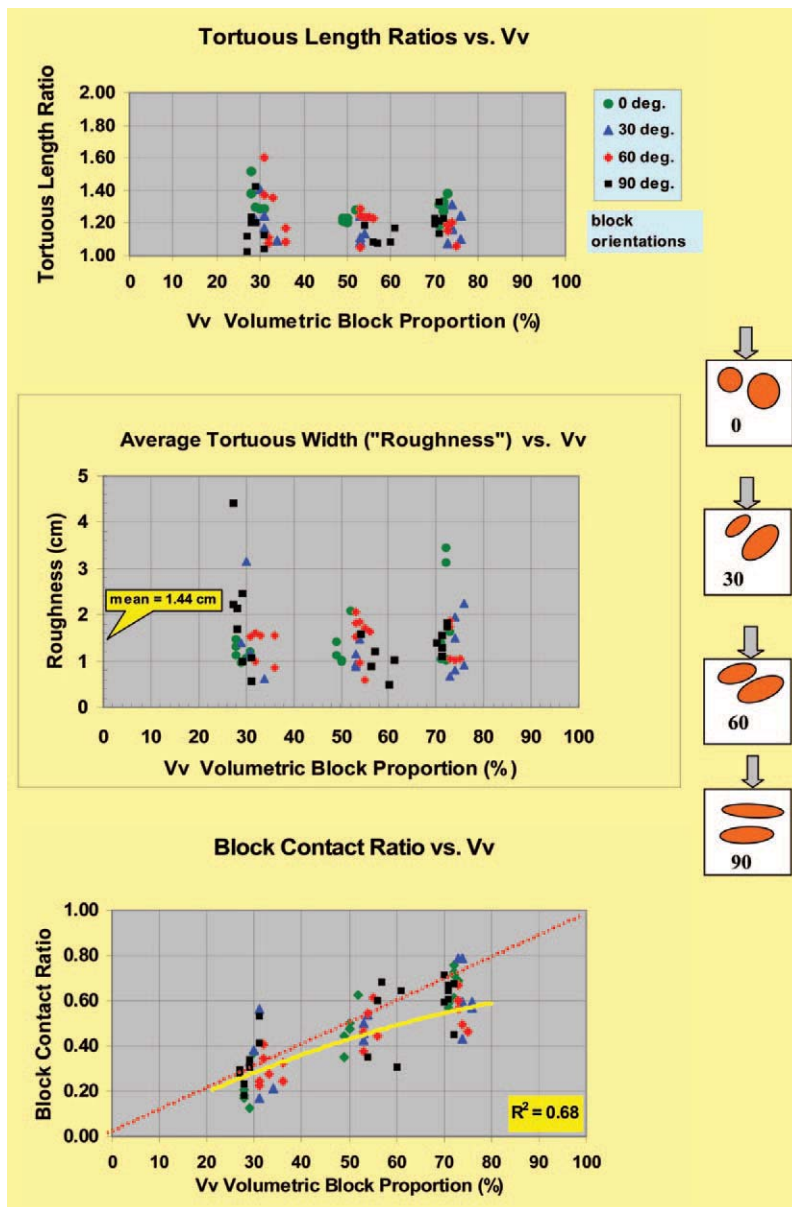 Tortuous Length Ratios vs. Vv
Tortuous Length Ratio
2.00
1.80
1.60
1.40
1.20
1.00
0 10 20 30 40 50 60 70 80 90 100
Vv Volumetric Block Proportion (%)
0 deg.
30 deg.
60 deg.
90 deg.
block
orientations
0
30
60
90
Average Tortuous Width ("Roughness") vs. Vv
Roughness (cm)
5
4
3
2
1
0
mean = 1.44 cm
0 10 20 30 40 50 60 70 80 90 100
Vv Volumetric Block Proportion (%)
Block Contact Ratio vs. Vv
Block Contact Ratio
1.00
0.80
0.60
0.40
0.20
0.00
R² = 0.68
0 10 20 30 40 50 60 70 80 90 100
Vv Volumetric Block Proportion (%)